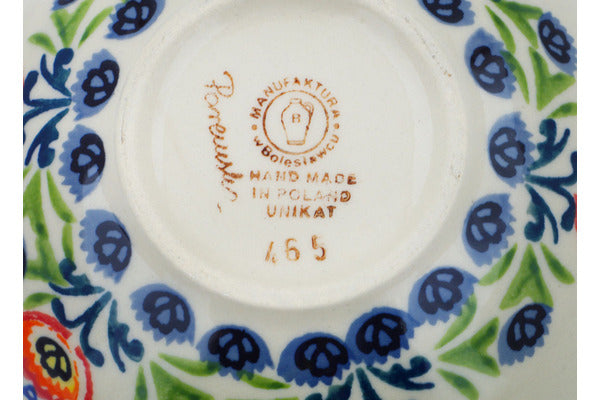 MANUFAKTURA
w Bolesławcu
B
HAND MADE
IN POLAND
UNIKAT
465